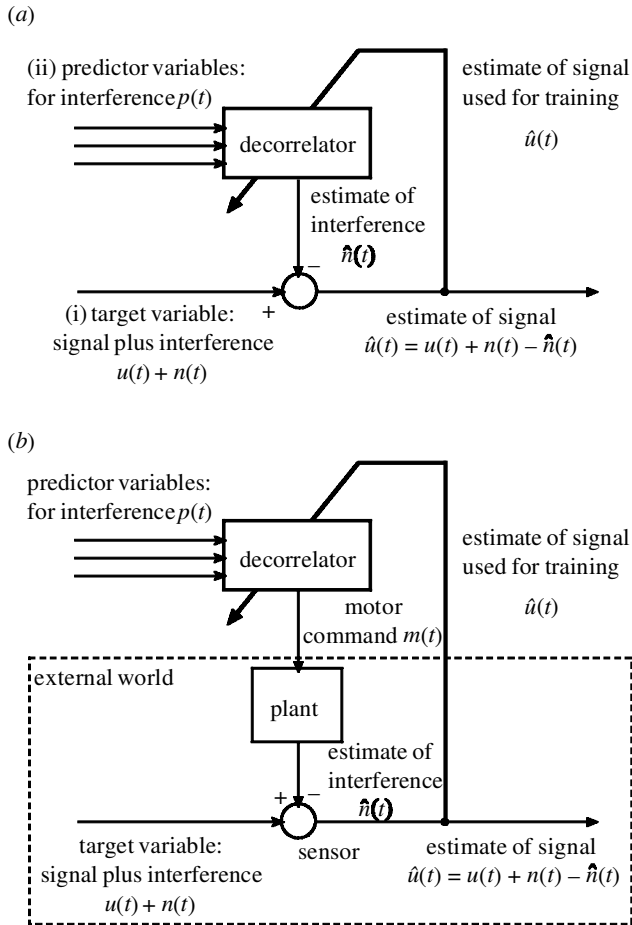 (a)
(ii) predictor variables:
for interference p(t)
estimate of signal
used for training
û(t)
decorrelator
estimate of
interference
n̂(t)
−
+
(i) target variable:
signal plus interference
u(t) + n(t)
estimate of signal
û(t) = u(t) + n(t) − n̂(t)
(b)
predictor variables:
for interference p(t)
estimate of signal
used for training
û(t)
decorrelator
motor
command m(t)
external world
plant
estimate of
interference
n̂(t)
+ −
sensor
target variable:
signal plus interference
u(t) + n(t)
estimate of signal
û(t) = u(t) + n(t) − n̂(t)